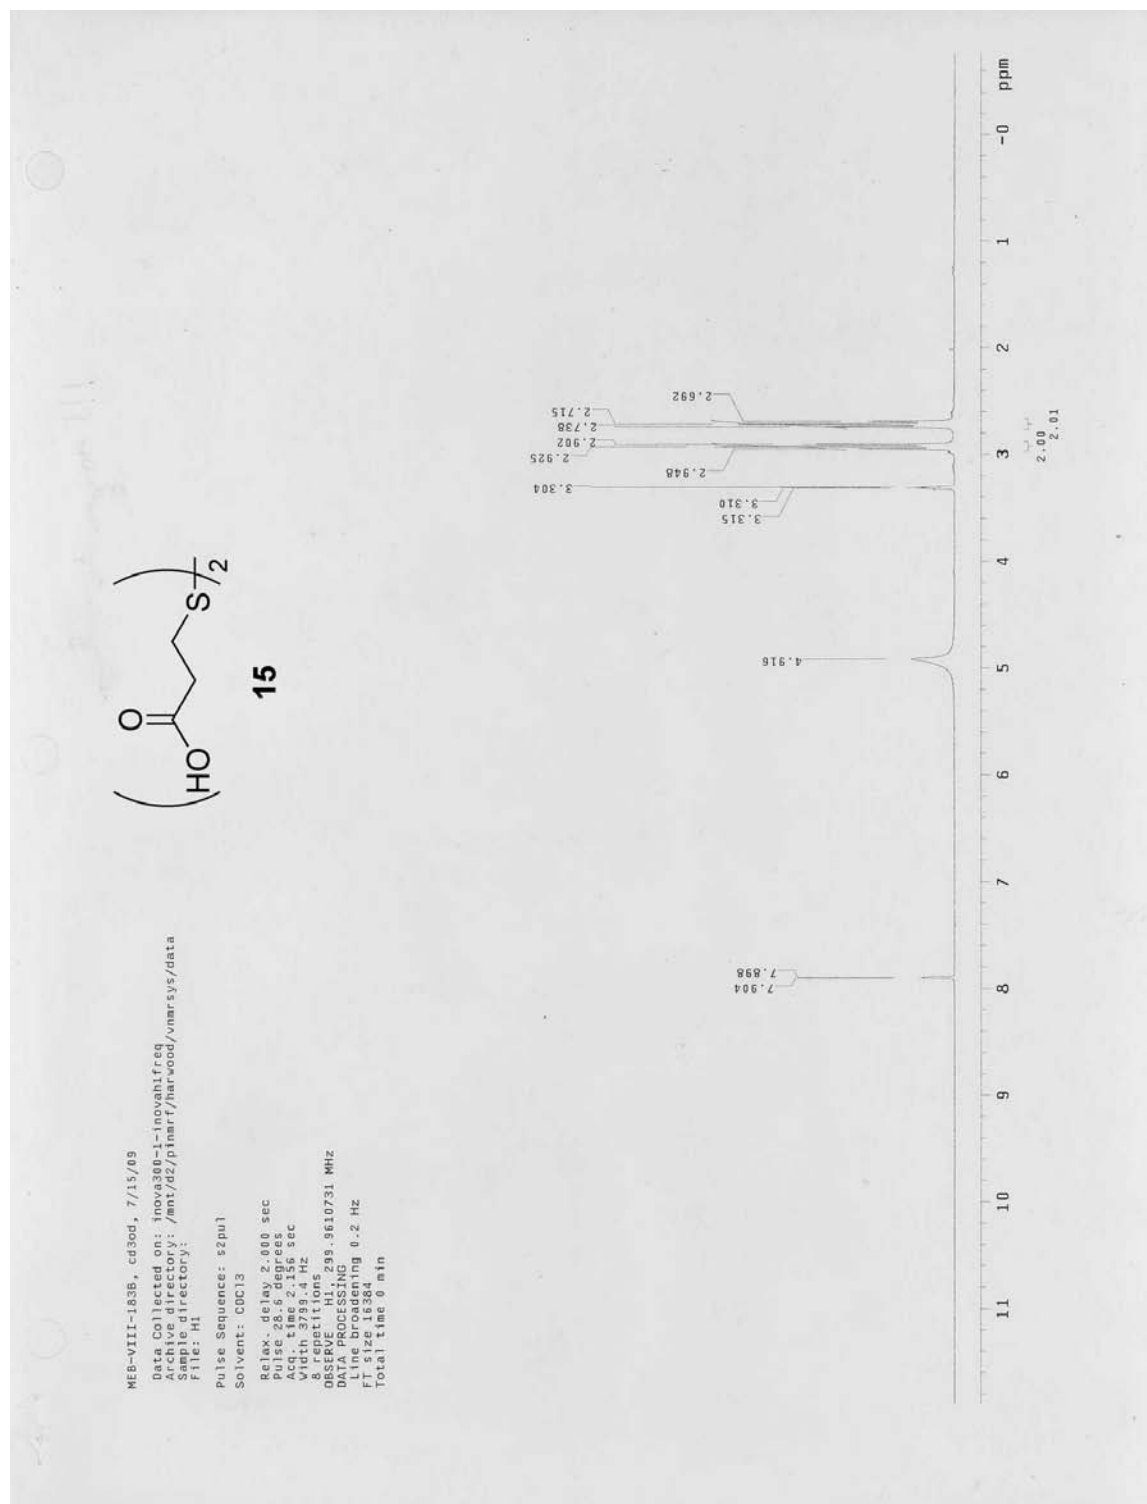 MEB-VIII-183B, cd3od, 7/15/09
Data Collected on: inova300-1-inovah1freq
Archive directory: /mnt/d2/pinmrf/harwood/vnmrsys/data
Sample directory:
File: H1
Pulse Sequence: s2pul
Solvent: CDCl3
Relax. delay 2.000 sec
Pulse 28.6 degrees
Acq. time 2.156 sec
Width 3799.4 Hz
8 repetitions
OBSERVE H1, 299.9610731 MHz
DATA PROCESSING
Line broadening 0.2 Hz
FT size 16384
Total time 0 min
O
HO
S
2
15
7.904
7.898
4.916
3.315
3.310
3.304
2.948
2.925
2.902
2.738
2.715
2.692
11 10 9 8 7 6 5 4 3 2 1 -0 ppm
2.00
2.01